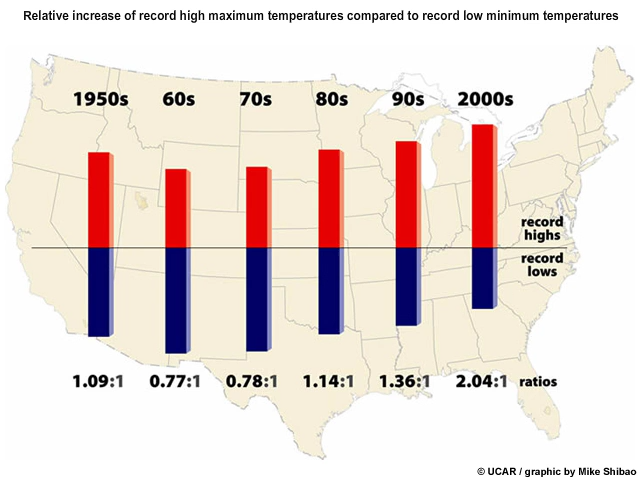 Relative increase of record high maximum temperatures compared to record low minimum temperatures
1950s 60s 70s 80s 90s 2000s
record
highs
record
lows
1.09:1 0.77:1 0.78:1 1.14:1 1.36:1 2.04:1 ratios
© UCAR / graphic by Mike Shibao